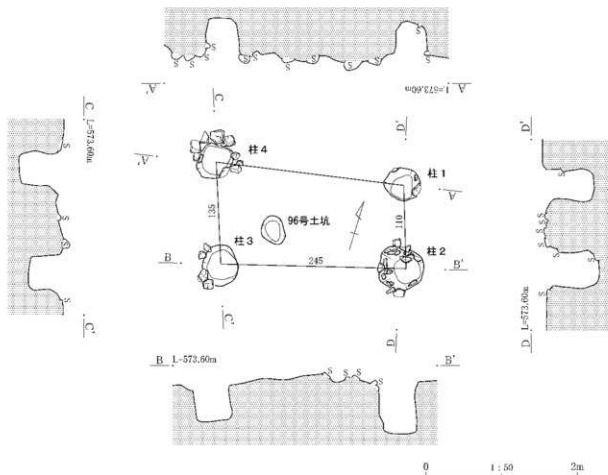 S S S S S S S S
A' L=573.60m A
C C D' D'
L=573.60m
A' 柱4
柱1
A
135 96号土坑 110
柱3 柱2
B 245 B'
C' C' D L=573.60m D
B L=573.60m B'
S S S S S
0 1:50 2m